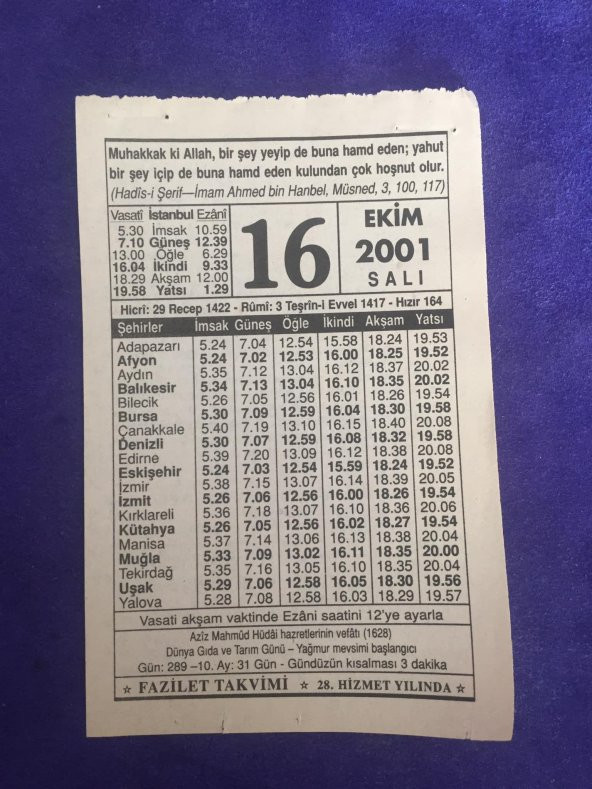 Muhakkak ki Allah, bir şey yeyip de buna hamd eden; yahut
bir şey içip de buna hamd eden kulundan çok hoşnut olur.
(Hadîs-i Şerif—İmam Ahmed bin Hanbel, Müsned, 3, 100, 117)
Vasatî İstanbul Ezânî
5.30 İmsak 10.59
7.10 Güneş 12.39
13.00 Öğle 6.29
16.04 İkindi 9.33
18.29 Akşam 12.00
19.58 Yatsı 1.29
16
EKİM
2001
SALI
Hicrî: 29 Recep 1422 - Rûmî: 3 Teşrîn-i Evvel 1417 - Hızır 164
Şehirler İmsak Güneş Öğle İkindi Akşam Yatsı
Adapazarı 5.24 7.04 12.54 15.58 18.24 19.53
Afyon 5.24 7.02 12.53 16.00 18.25 19.52
Aydın 5.35 7.12 13.04 16.12 18.37 20.02
Balıkesir 5.34 7.13 13.04 16.10 18.35 20.02
Bilecik 5.26 7.05 12.56 16.01 18.26 19.54
Bursa 5.30 7.09 12.59 16.04 18.30 19.58
Çanakkale 5.40 7.19 13.10 16.15 18.40 20.08
Denizli 5.30 7.07 12.59 16.08 18.32 19.58
Edirne 5.39 7.20 13.09 16.12 18.38 20.08
Eskişehir 5.24 7.03 12.54 15.59 18.24 19.52
İzmir 5.38 7.15 13.07 16.14 18.39 20.05
İzmit 5.26 7.06 12.56 16.00 18.26 19.54
Kırklareli 5.36 7.18 13.07 16.10 18.36 20.06
Kütahya 5.26 7.05 12.56 16.02 18.27 19.54
Manisa 5.37 7.14 13.06 16.13 18.38 20.04
Muğla 5.33 7.09 13.02 16.11 18.35 20.00
Tekirdağ 5.35 7.16 13.05 16.10 18.35 20.04
Uşak 5.29 7.06 12.58 16.05 18.30 19.56
Yalova 5.28 7.08 12.58 16.03 18.29 19.57
Vasati akşam vaktinde Ezâni saatini 12'ye ayarla
Azîz Mahmûd Hüdâi hazretlerinin vefâtı (1628)
Dünya Gıda ve Tarım Günü – Yağmur mevsimi başlangıcı
Gün: 289 –10. Ay: 31 Gün - Gündüzün kısalması 3 dakika
☆ FAZİLET TAKVİMİ ☆ 28. HİZMET YILINDA ☆